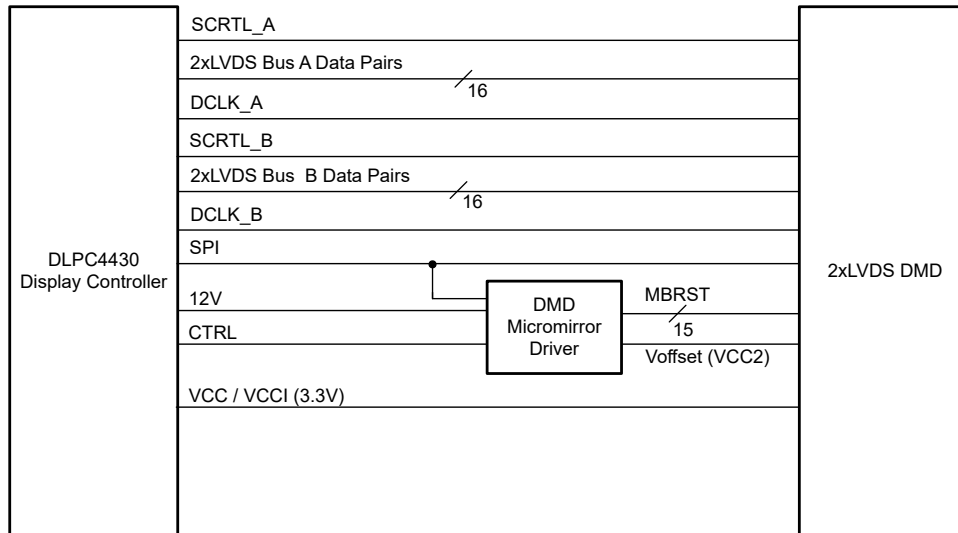 SCRTL_A
2xLVDS Bus A Data Pairs
16
DCLK_A
SCRTL_B
2xLVDS Bus B Data Pairs
16
DCLK_B
SPI
DLPC4430
Display Controller
2xLVDS DMD
12V
CTRL
DMD
Micromirror
Driver
MBRST
15
Voffset (VCC2)
VCC / VCCI (3.3V)